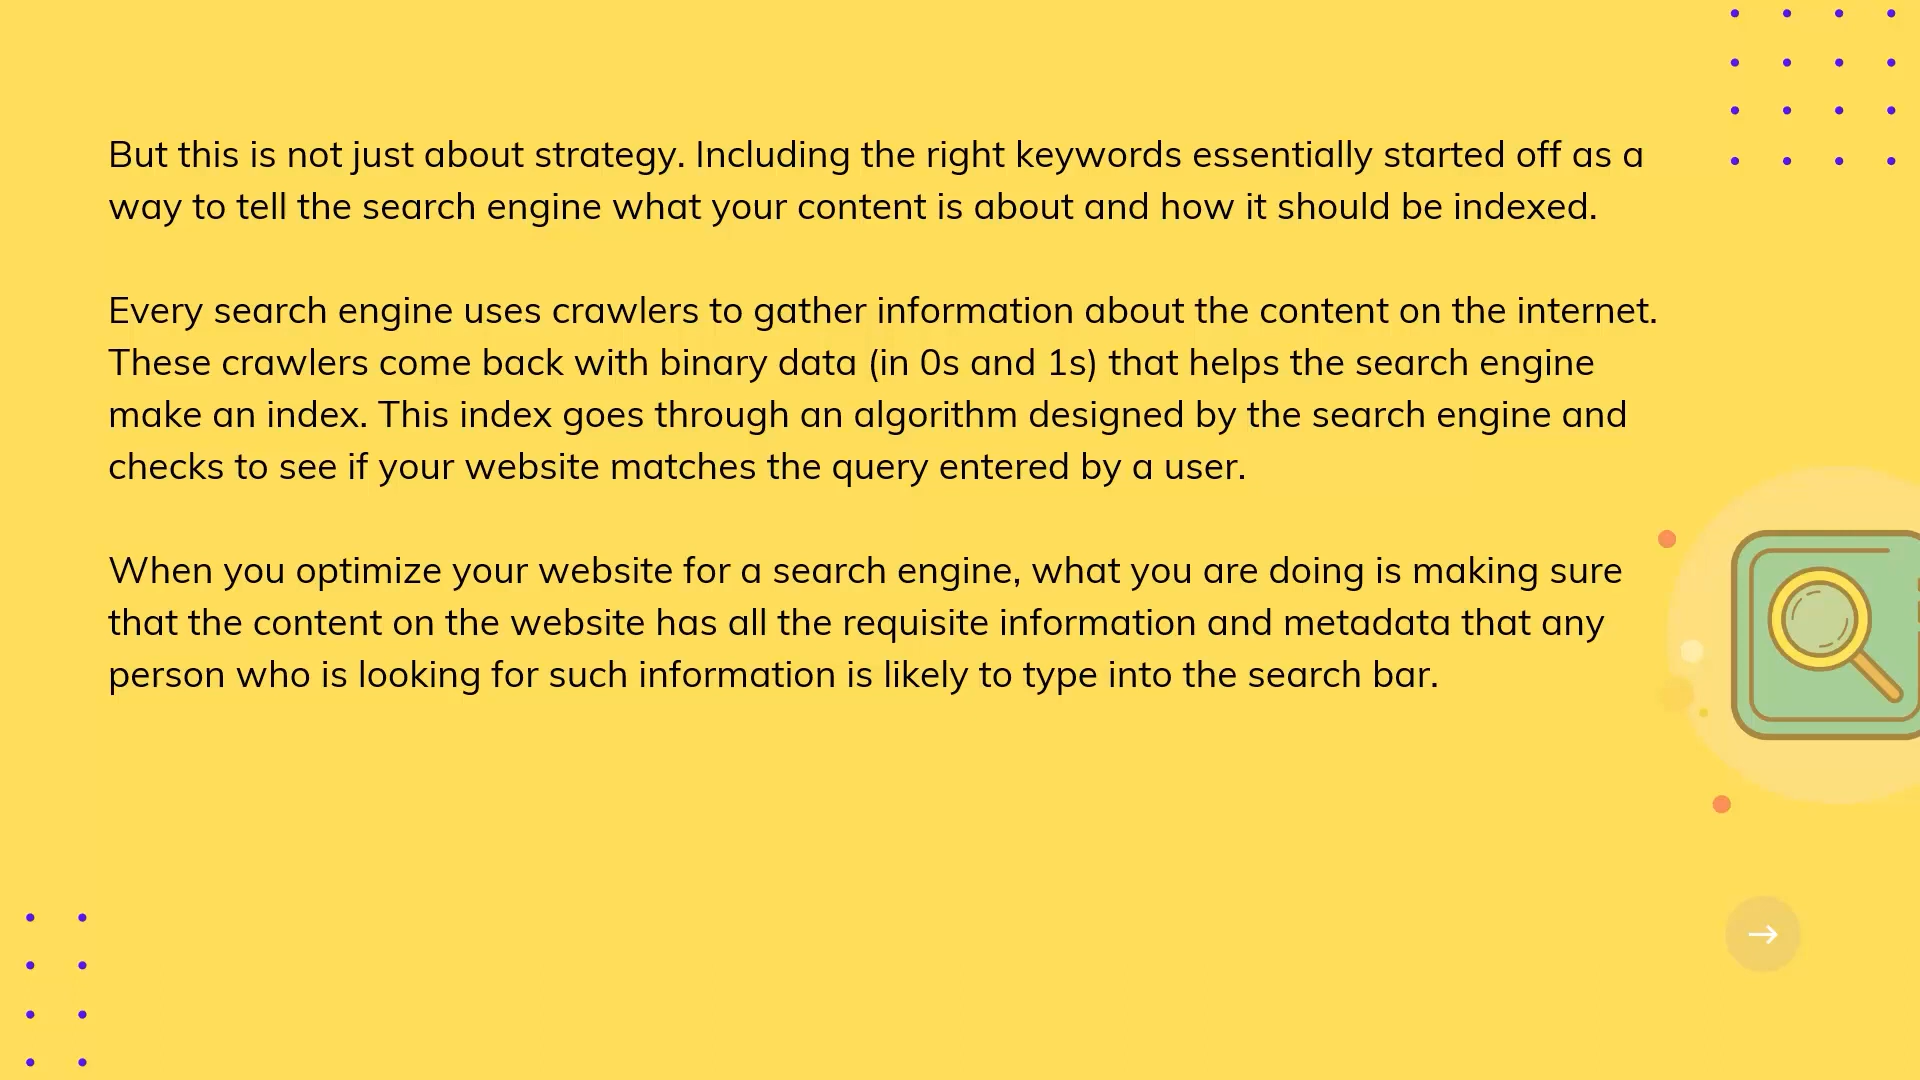 But this is not just about strategy. Including the right keywords essentially started off as a
way to tell the search engine what your content is about and how it should be indexed.
Every search engine uses crawlers to gather information about the content on the internet.
These crawlers come back with binary data (in 0s and 1s) that helps the search engine
make an index. This index goes through an algorithm designed by the search engine and
checks to see if your website matches the query entered by a user.
When you optimize your website for a search engine, what you are doing is making sure
that the content on the website has all the requisite information and metadata that any
person who is looking for such information is likely to type into the search bar.